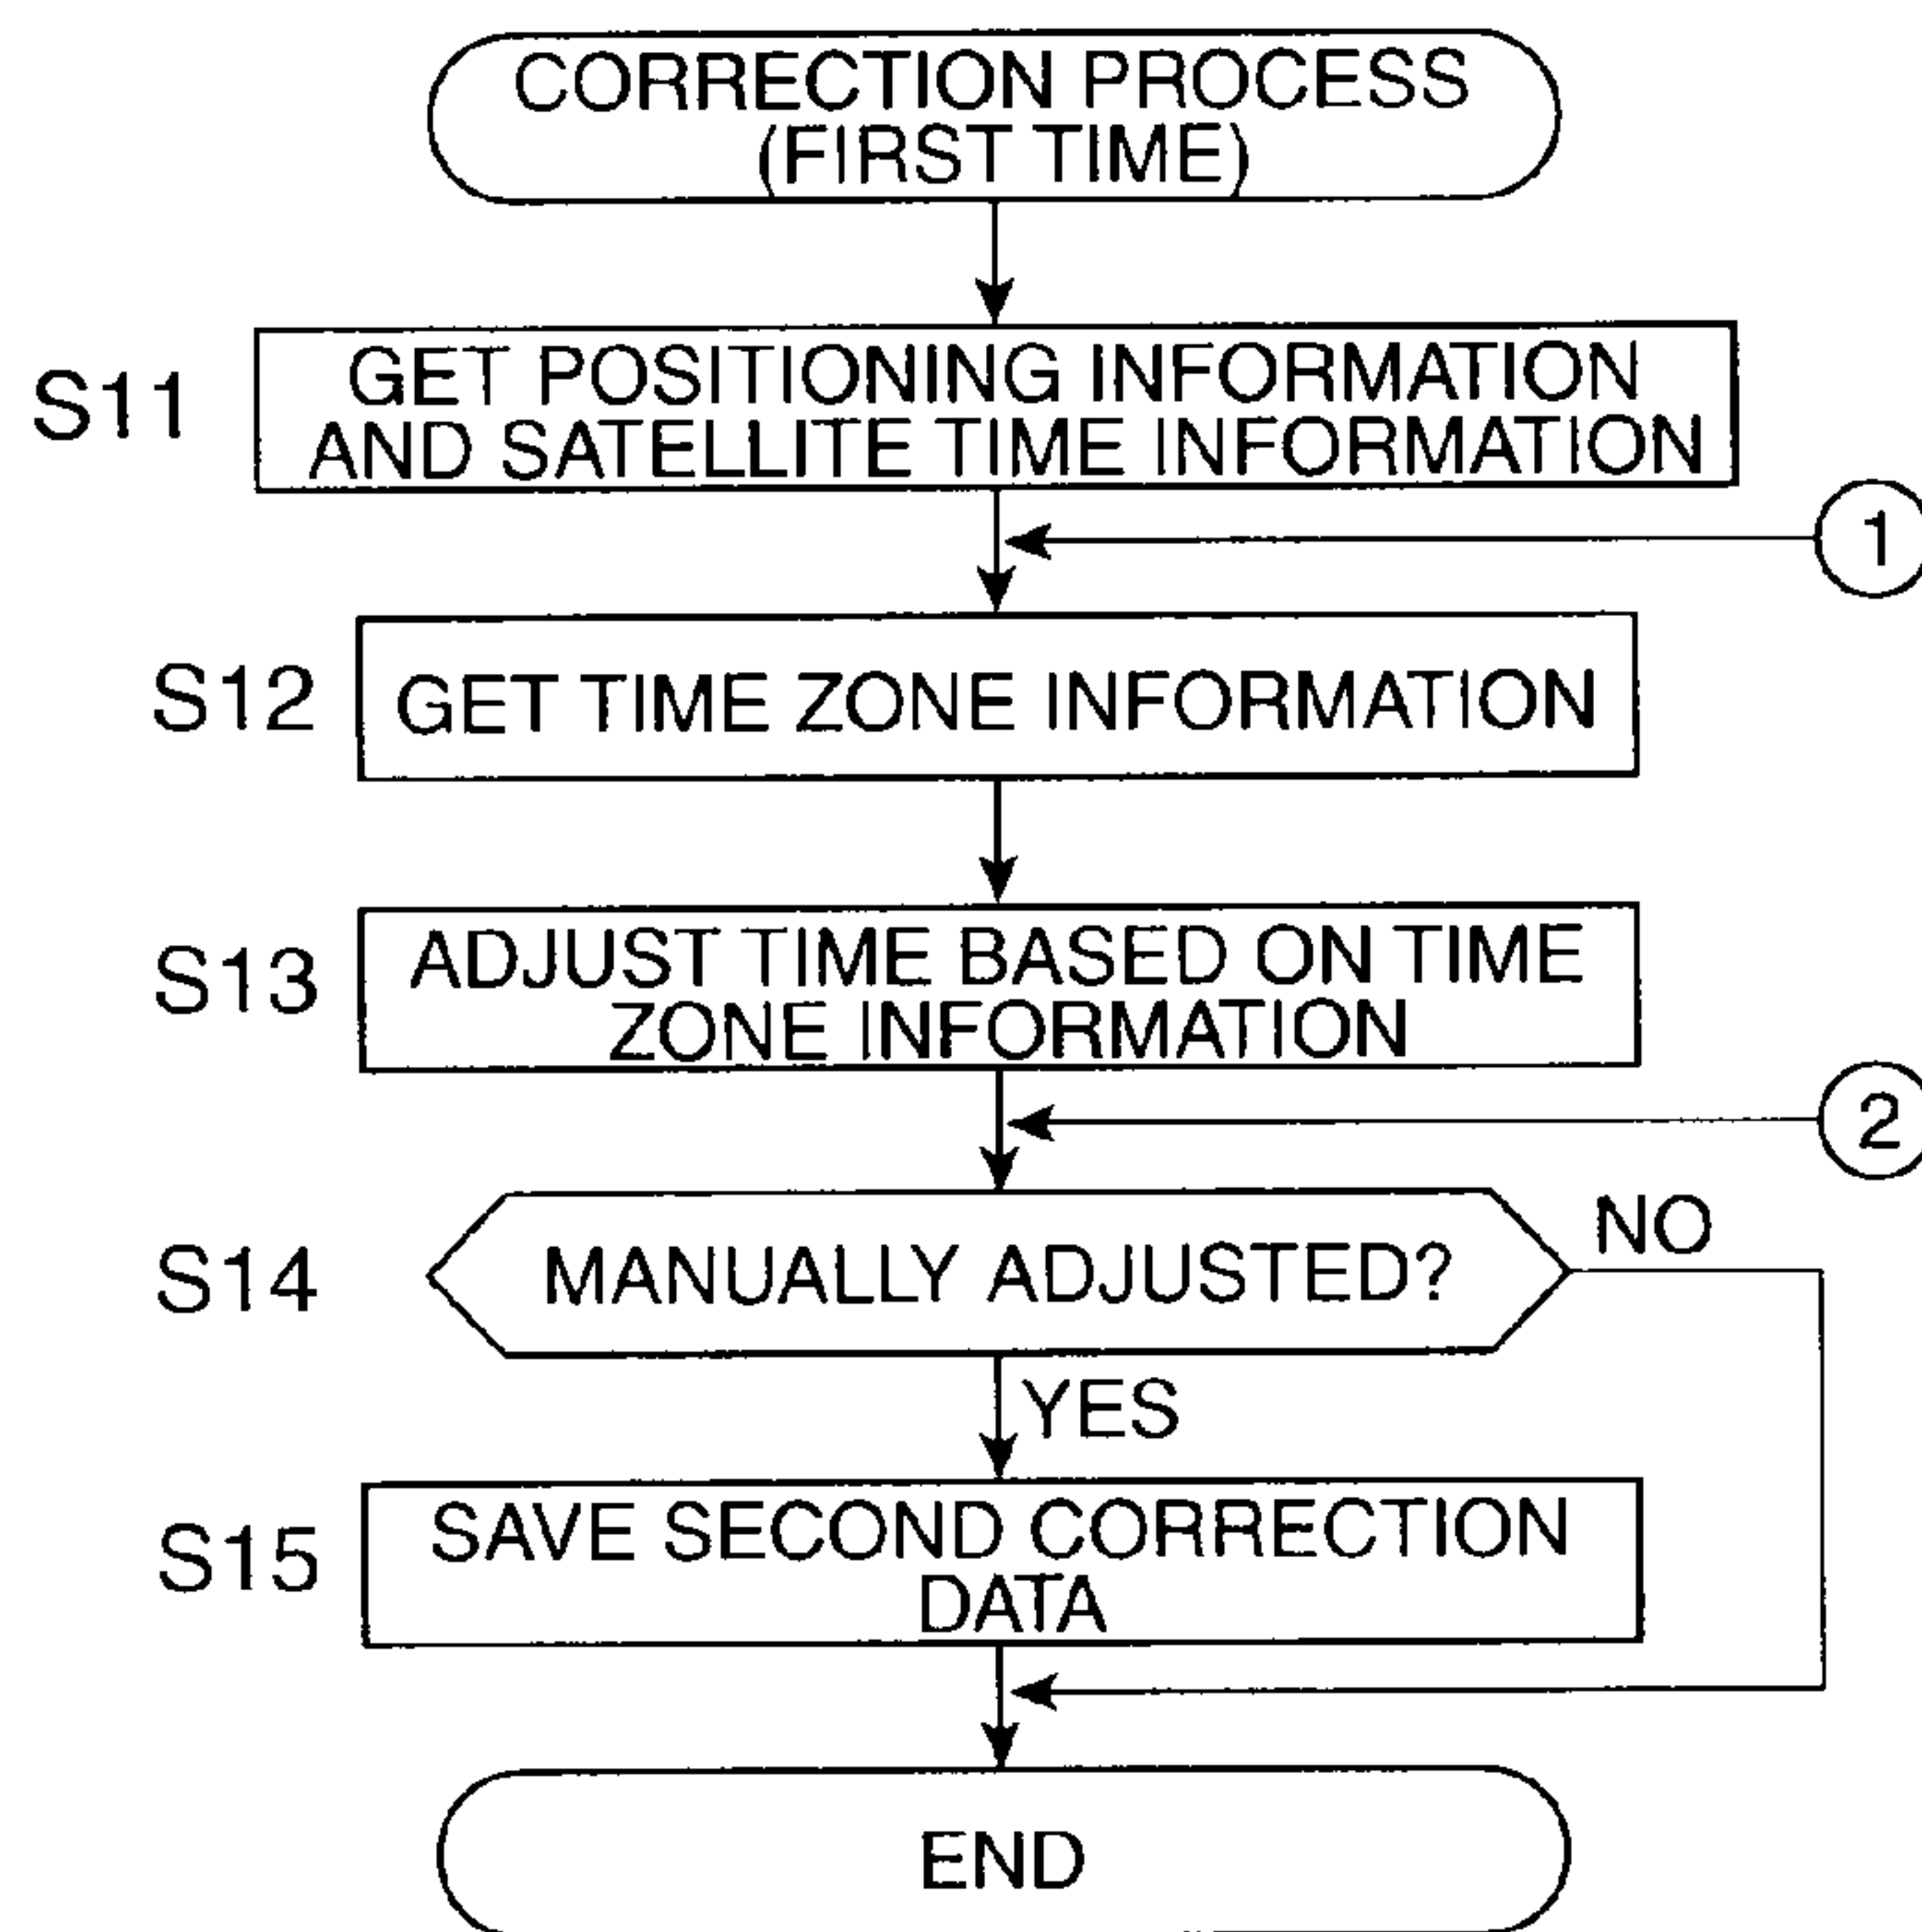 CORRECTION PROCESS
(FIRST TIME)
S11
GET POSITIONING INFORMATION
AND SATELLITE TIME INFORMATION
1
S12
GET TIME ZONE INFORMATION
S13
ADJUST TIME BASED ON TIME
ZONE INFORMATION
2
S14
MANUALLY ADJUSTED?
NO
YES
S15
SAVE SECOND CORRECTION
DATA
END